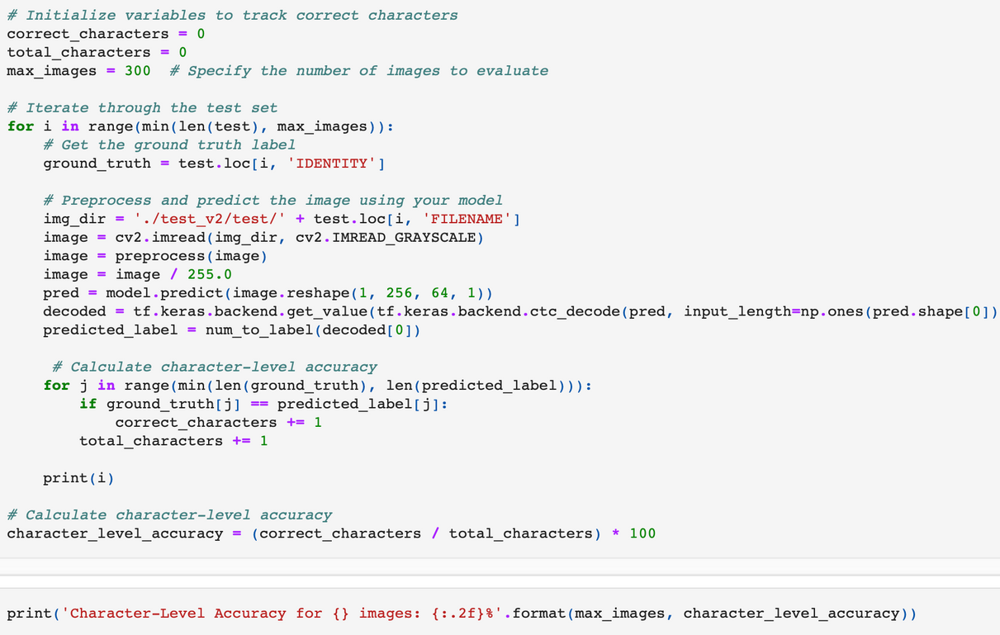 # Initialize variables to track correct characters
correct_characters = 0
total_characters = 0
max_images = 300  # Specify the number of images to evaluate

# Iterate through the test set
for i in range(min(len(test), max_images)):
    # Get the ground truth label
    ground_truth = test.loc[i, 'IDENTITY']

    # Preprocess and predict the image using your model
    img_dir = './test_v2/test/' + test.loc[i, 'FILENAME']
    image = cv2.imread(img_dir, cv2.IMREAD_GRAYSCALE)
    image = preprocess(image)
    image = image / 255.0
    pred = model.predict(image.reshape(1, 256, 64, 1))
    decoded = tf.keras.backend.get_value(tf.keras.backend.ctc_decode(pred, input_length=np.ones(pred.shape[0])
    predicted_label = num_to_label(decoded[0])

     # Calculate character-level accuracy
    for j in range(min(len(ground_truth), len(predicted_label))):
        if ground_truth[j] == predicted_label[j]:
            correct_characters += 1
        total_characters += 1

    print(i)

# Calculate character-level accuracy
character_level_accuracy = (correct_characters / total_characters) * 100

print('Character-Level Accuracy for {} images: {:.2f}%'.format(max_images, character_level_accuracy))